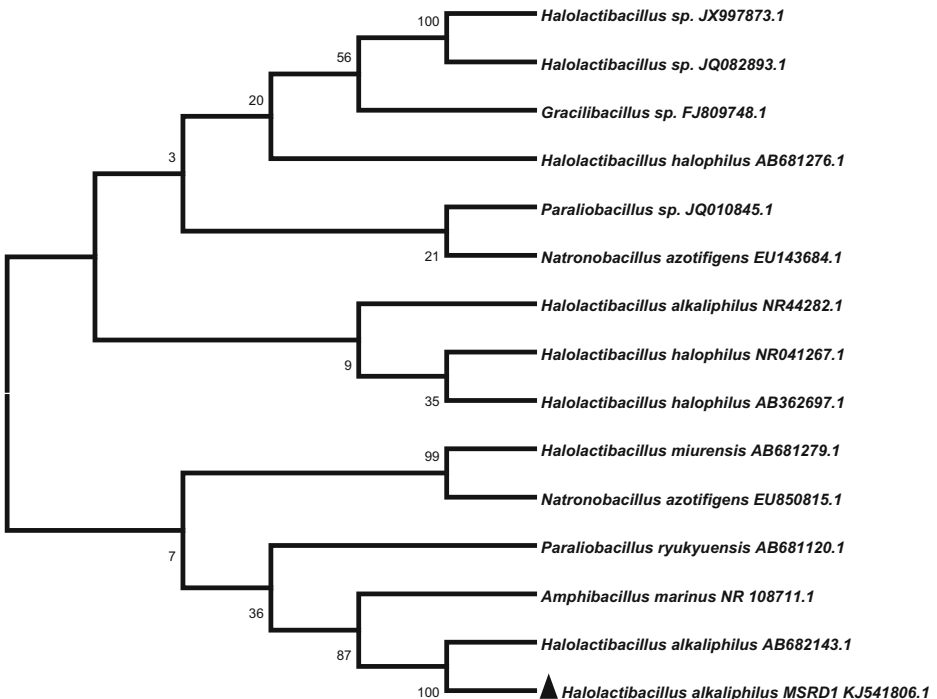 Halolactibacillus sp. JX997873.1
100
56
Halolactibacillus sp. JQ082893.1
20
Gracilibacillus sp. FJ809748.1
3
Halolactibacillus halophilus AB681276.1
Paraliobacillus sp. JQ010845.1
21
Natronobacillus azotifigens EU143684.1
Halolactibacillus alkaliphilus NR44282.1
9
Halolactibacillus halophilus NR041267.1
35
Halolactibacillus halophilus AB362697.1
99
Halolactibacillus miurensis AB681279.1
Natronobacillus azotifigens EU850815.1
7
Paraliobacillus ryukyuensis AB681120.1
36
Amphibacillus marinus NR 108711.1
87
Halolactibacillus alkaliphilus AB682143.1
100
Halolactibacillus alkaliphilus MSRD1 KJ541806.1